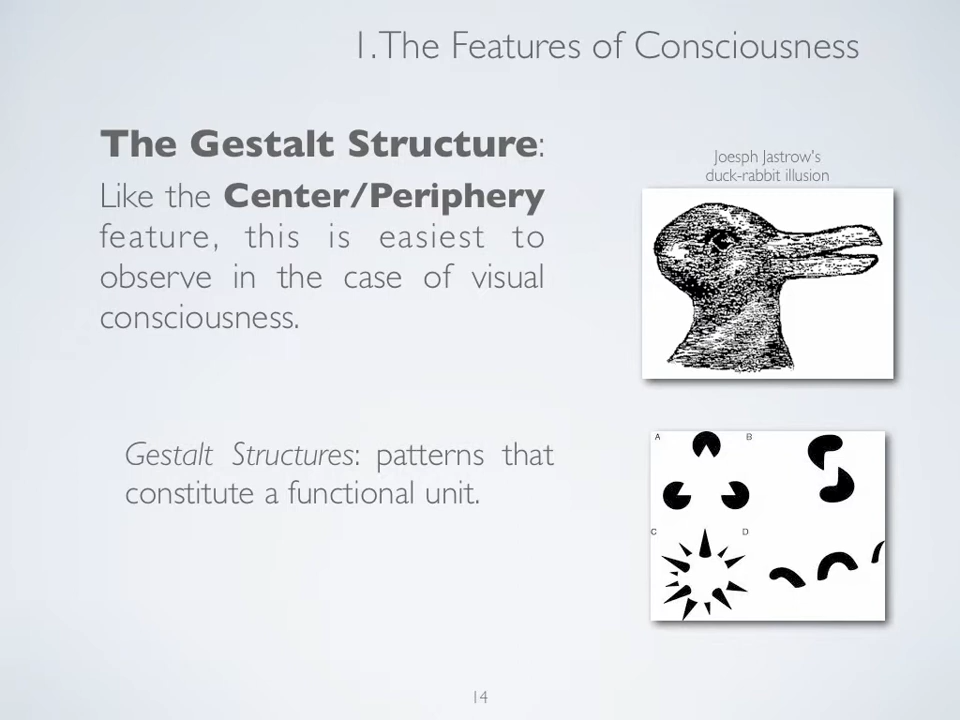 1. The Features of Consciousness
The Gestalt Structure:
Like the Center/Periphery
feature, this is easiest to
observe in the case of visual
consciousness.
Gestalt Structures: patterns that
constitute a functional unit.
Joesph Jastrow's
duck-rabbit illusion
A B
C D
14